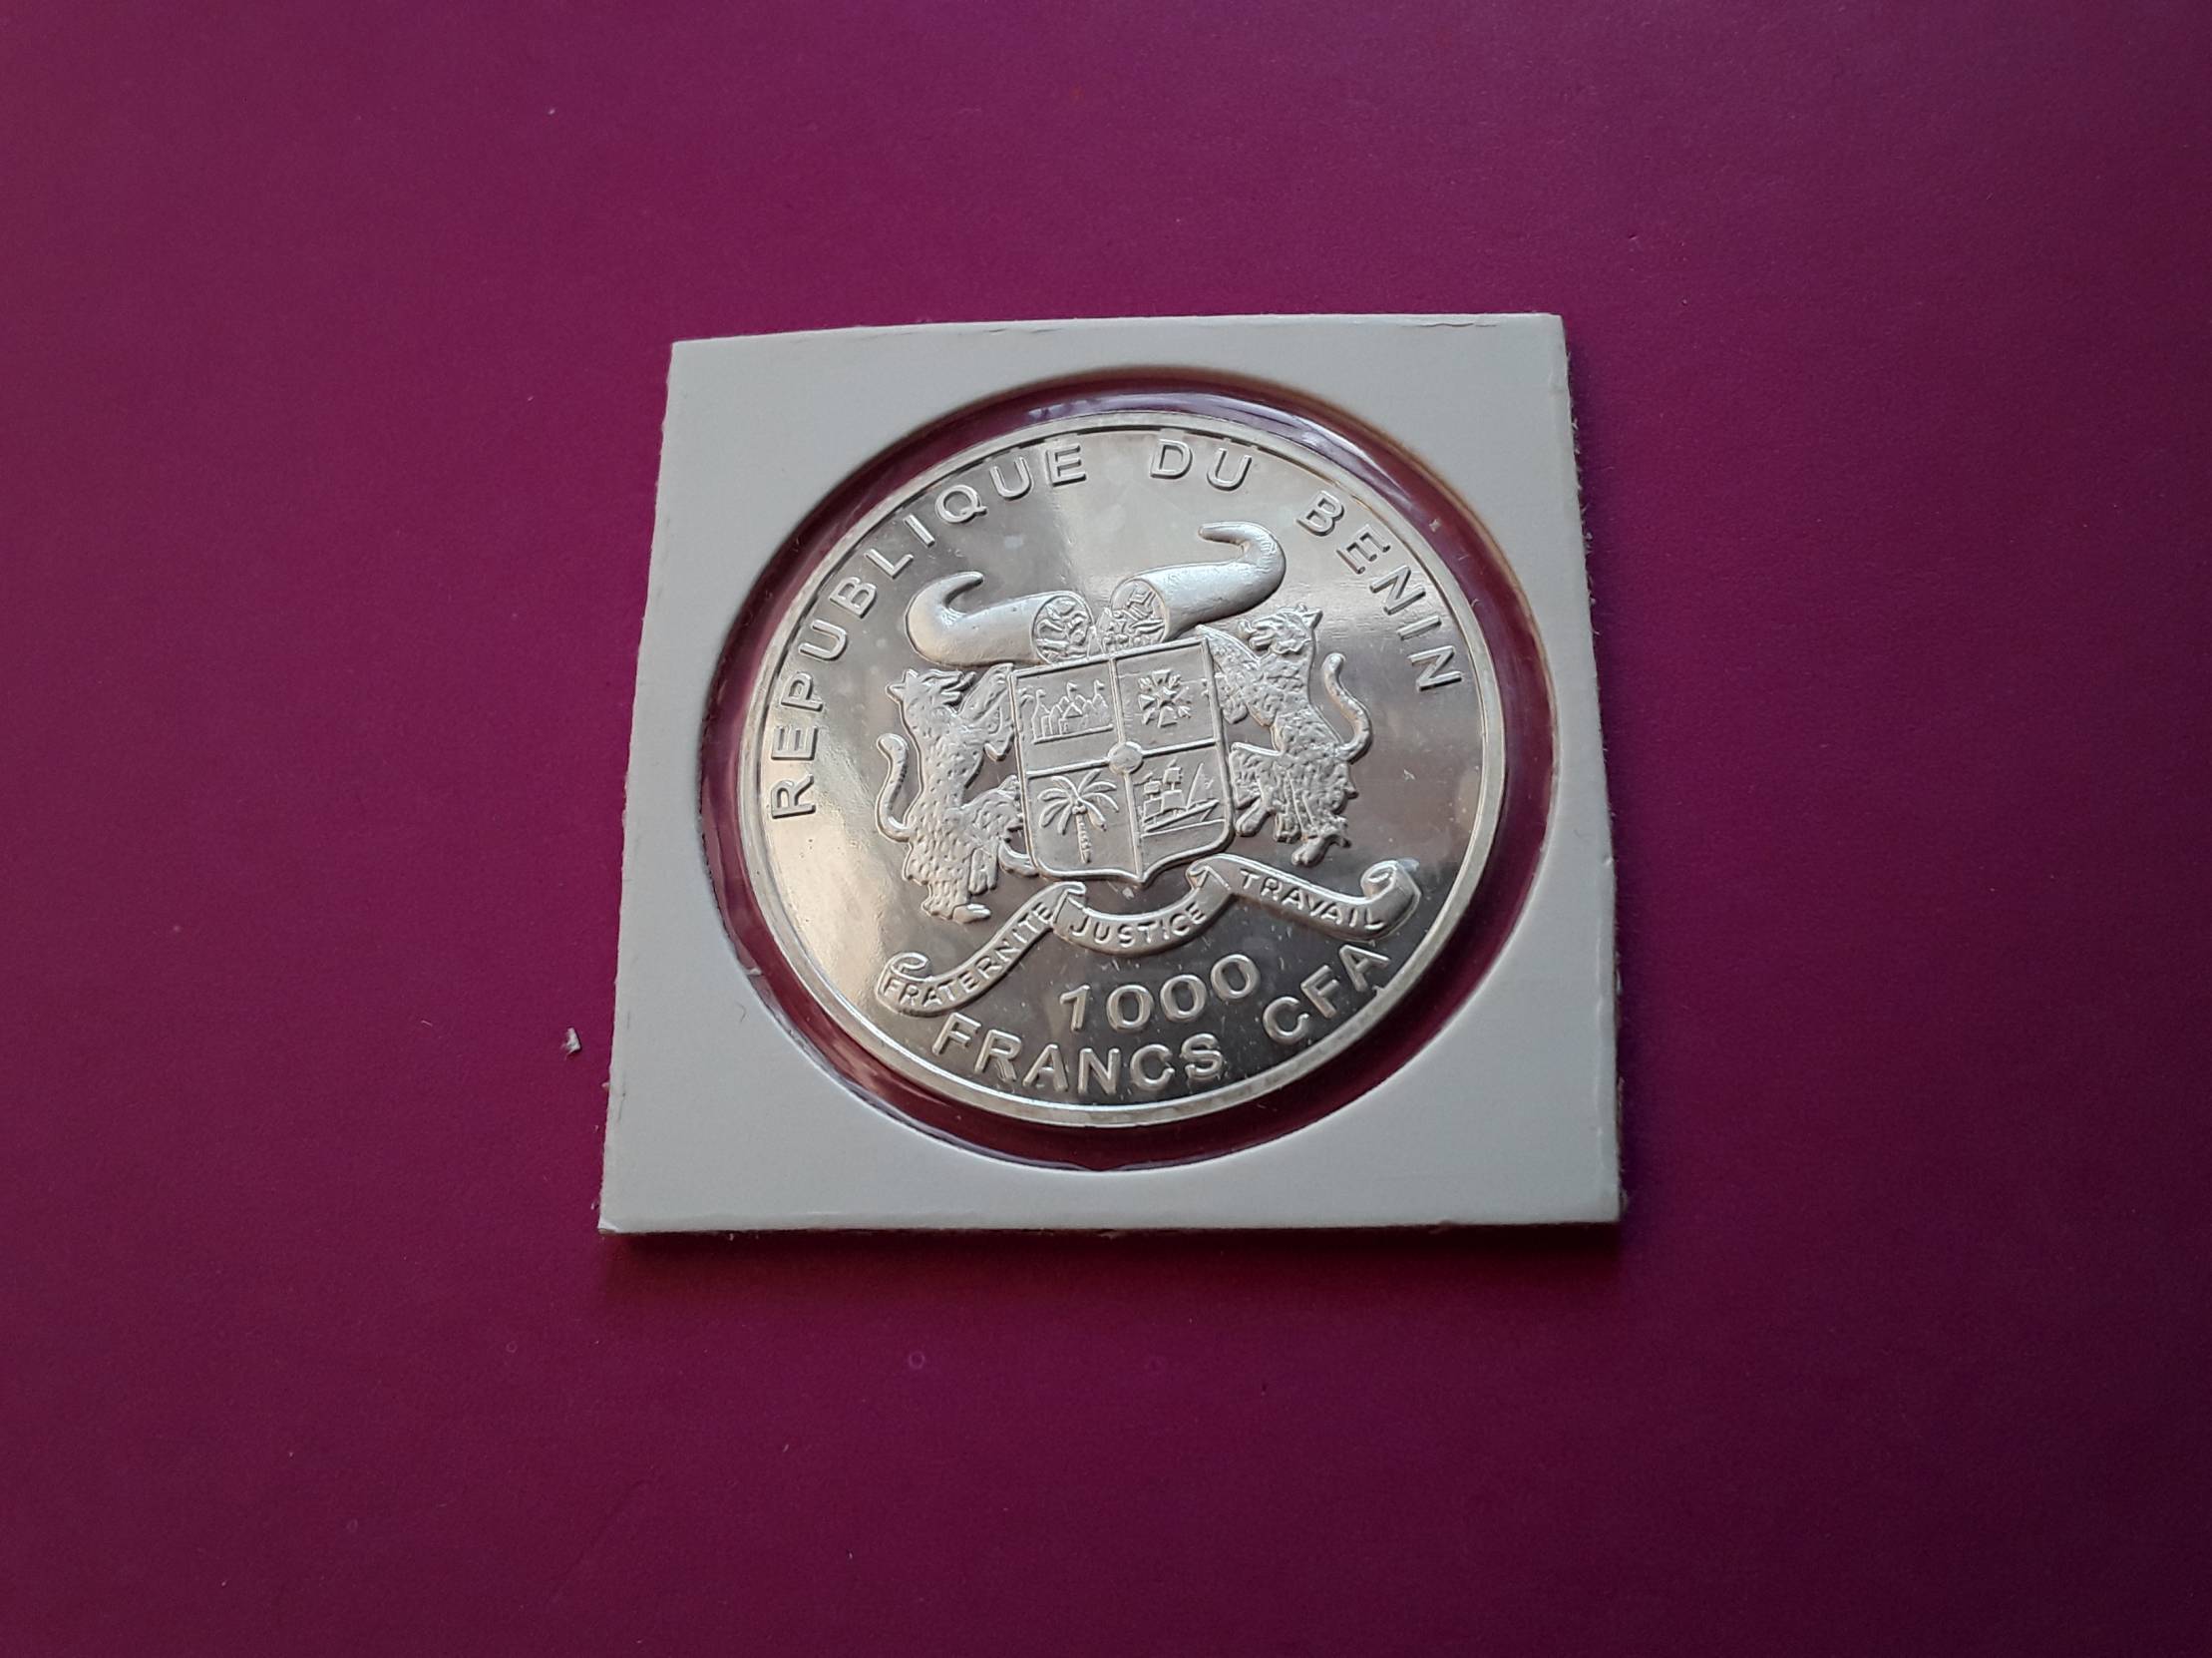 REPUBLIQUE DU BENIN
FRATERNITE JUSTICE TRAVAIL
1000
FRANCS CFA